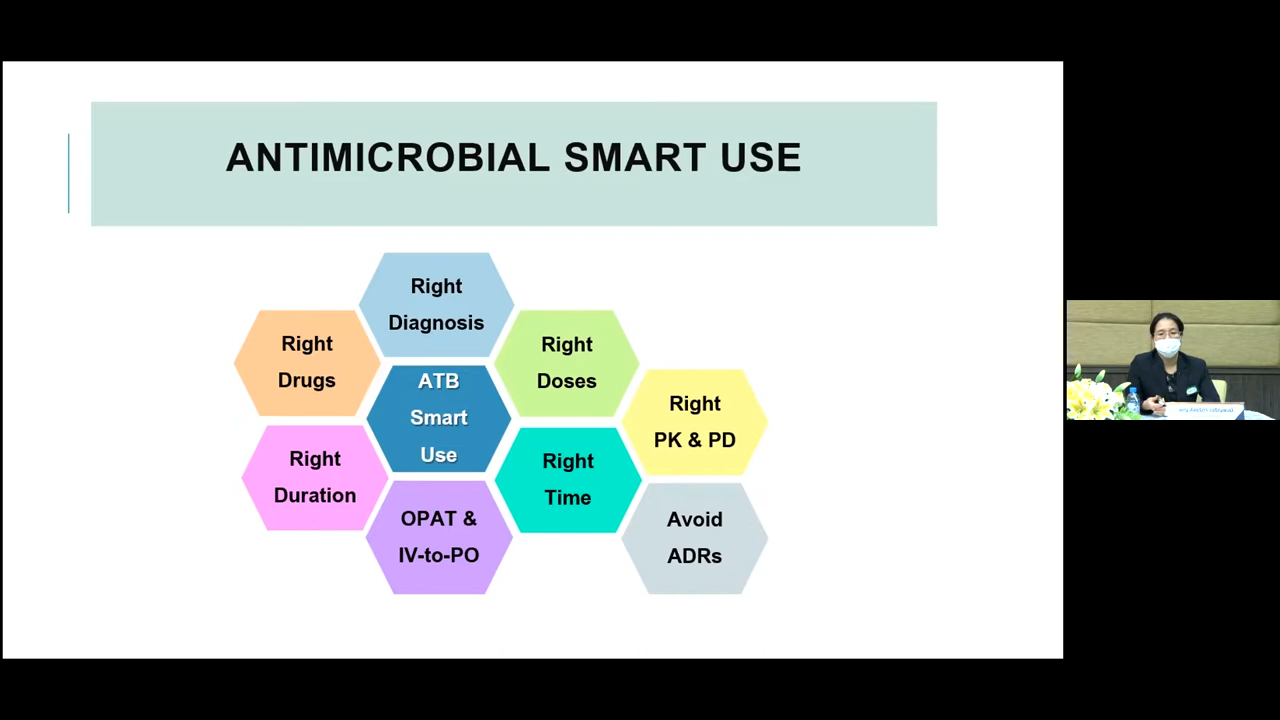 ANTIMICROBIAL SMART USE
Right
Diagnosis
Right
Drugs
Right
Doses
ATB
Smart
Use
Right
PK & PD
Right
Duration
Right
Time
OPAT &
IV-to-PO
Avoid
ADRs